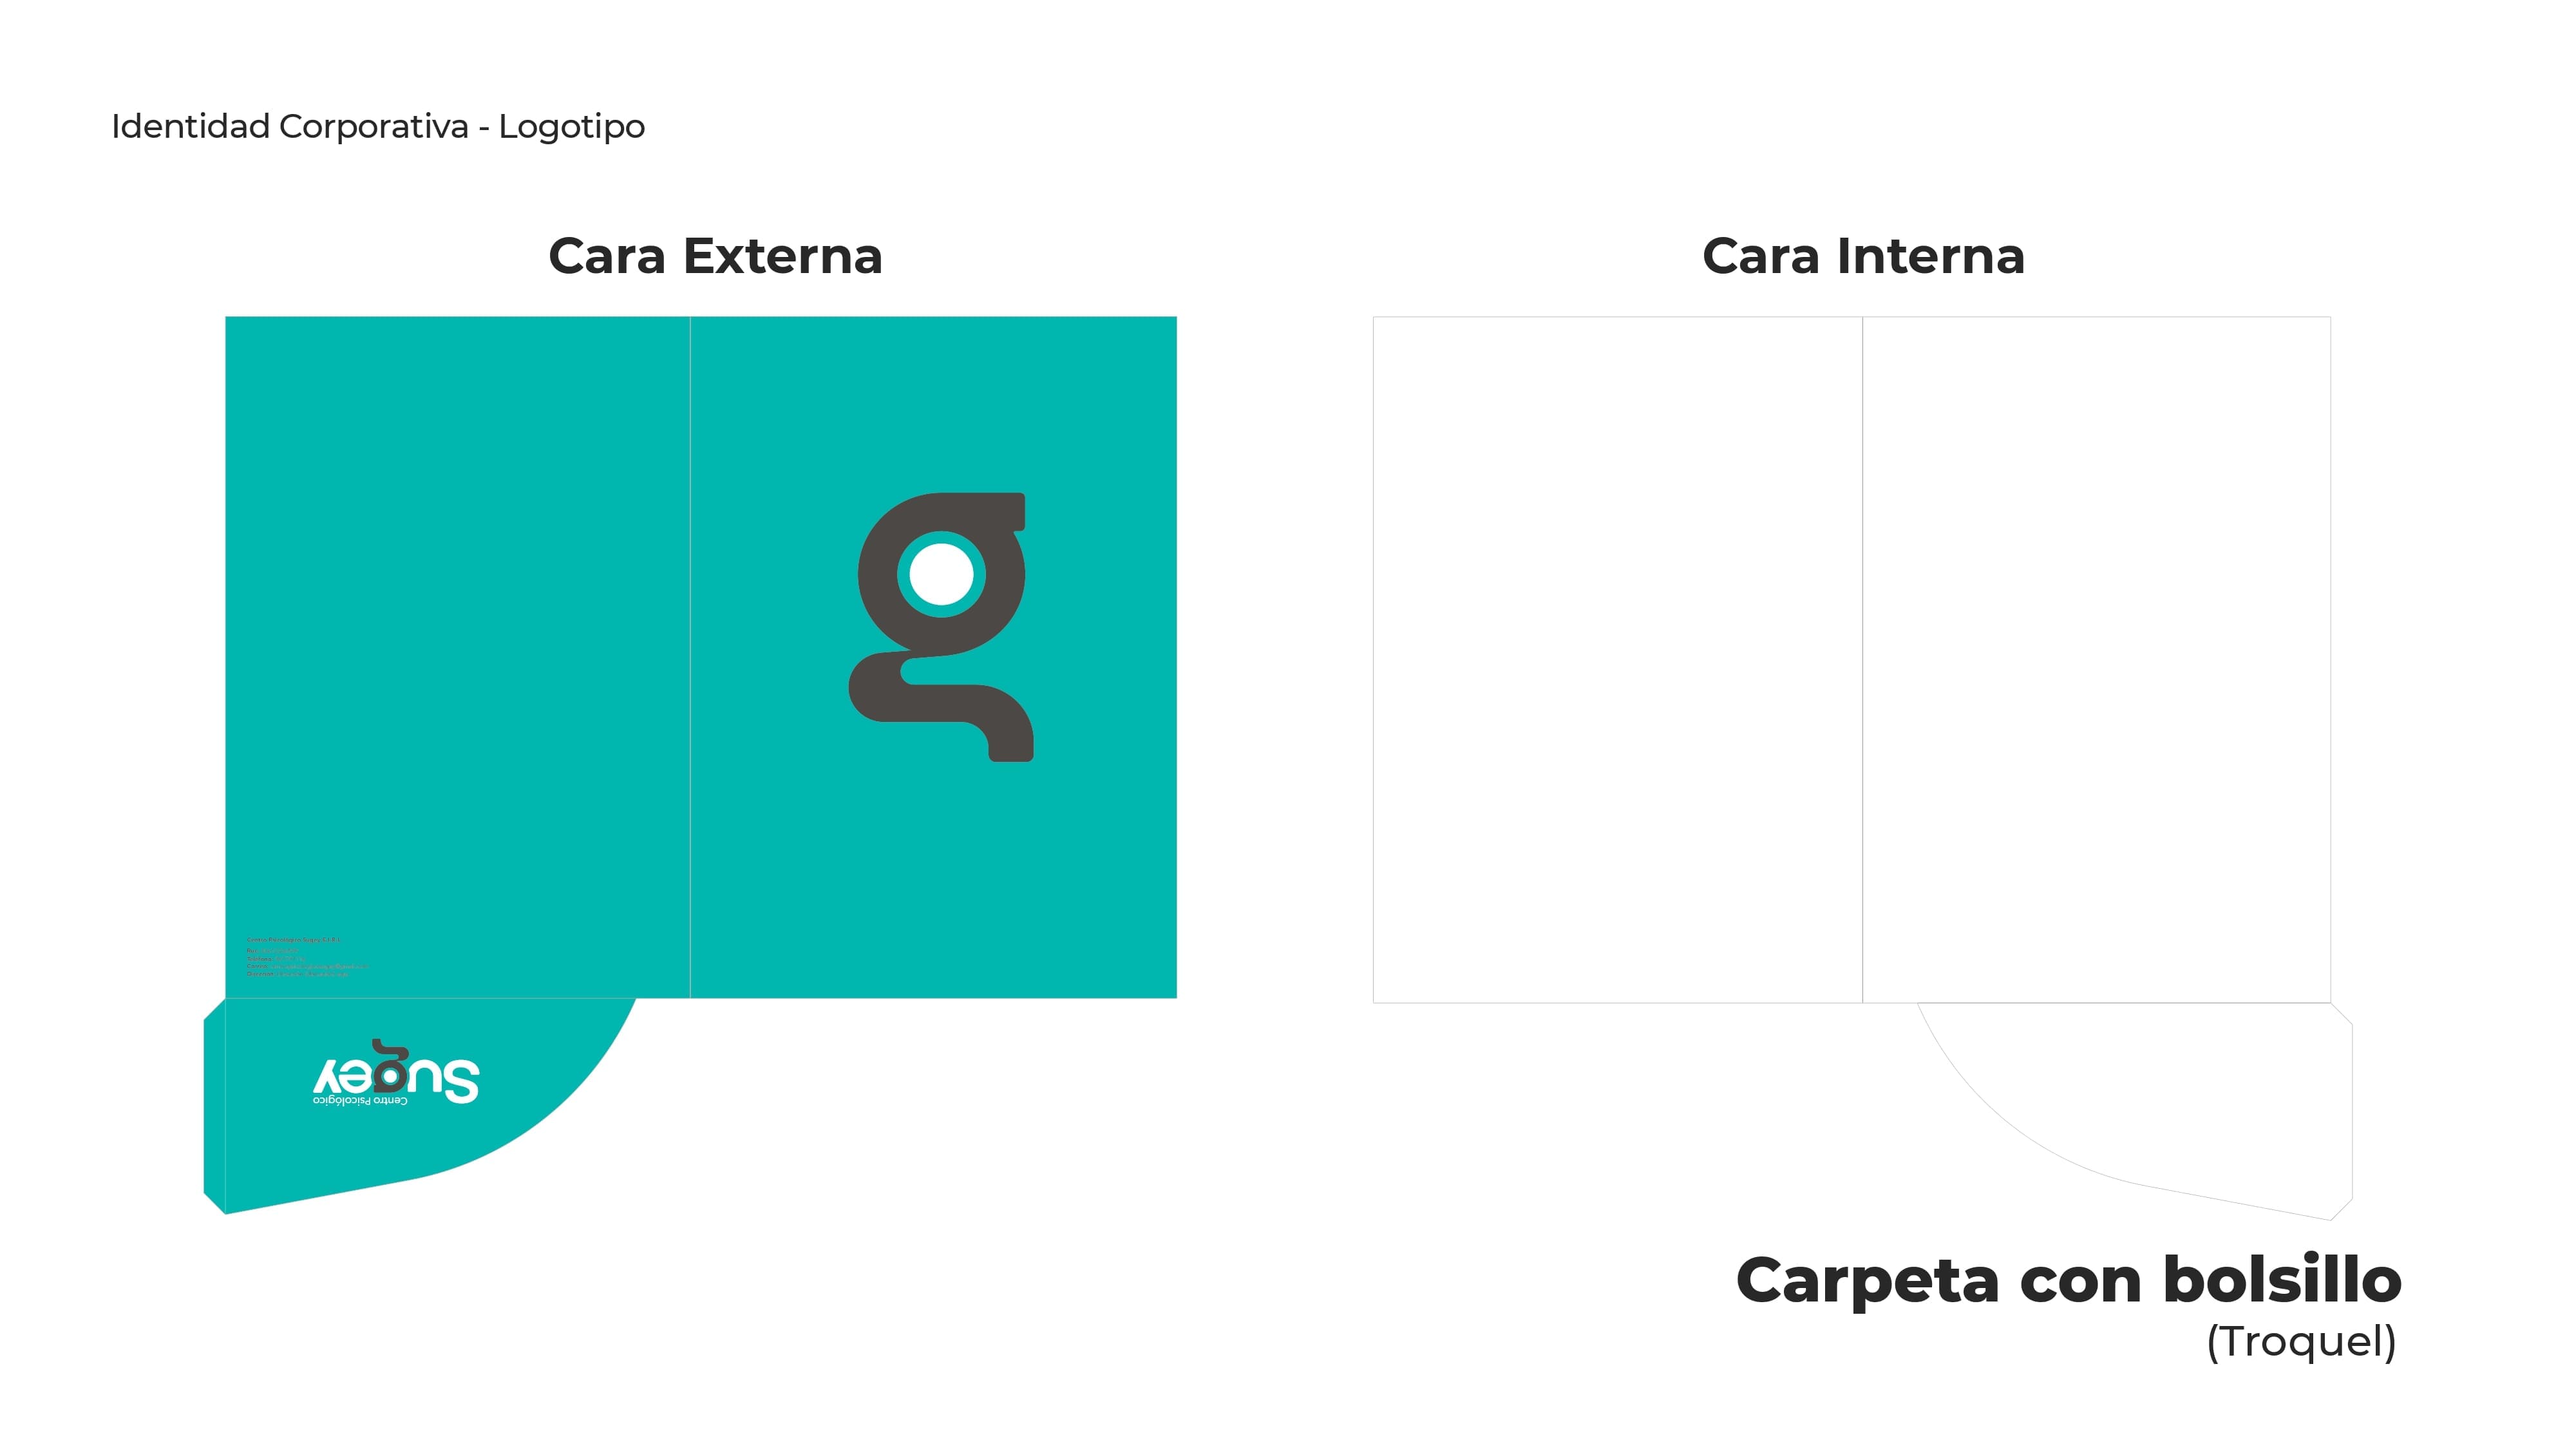 Identidad Corporativa - Logotipo
Cara Externa
Cara Interna
g
Centro Psicológico
Sugey
Carpeta con bolsillo
(Troquel)